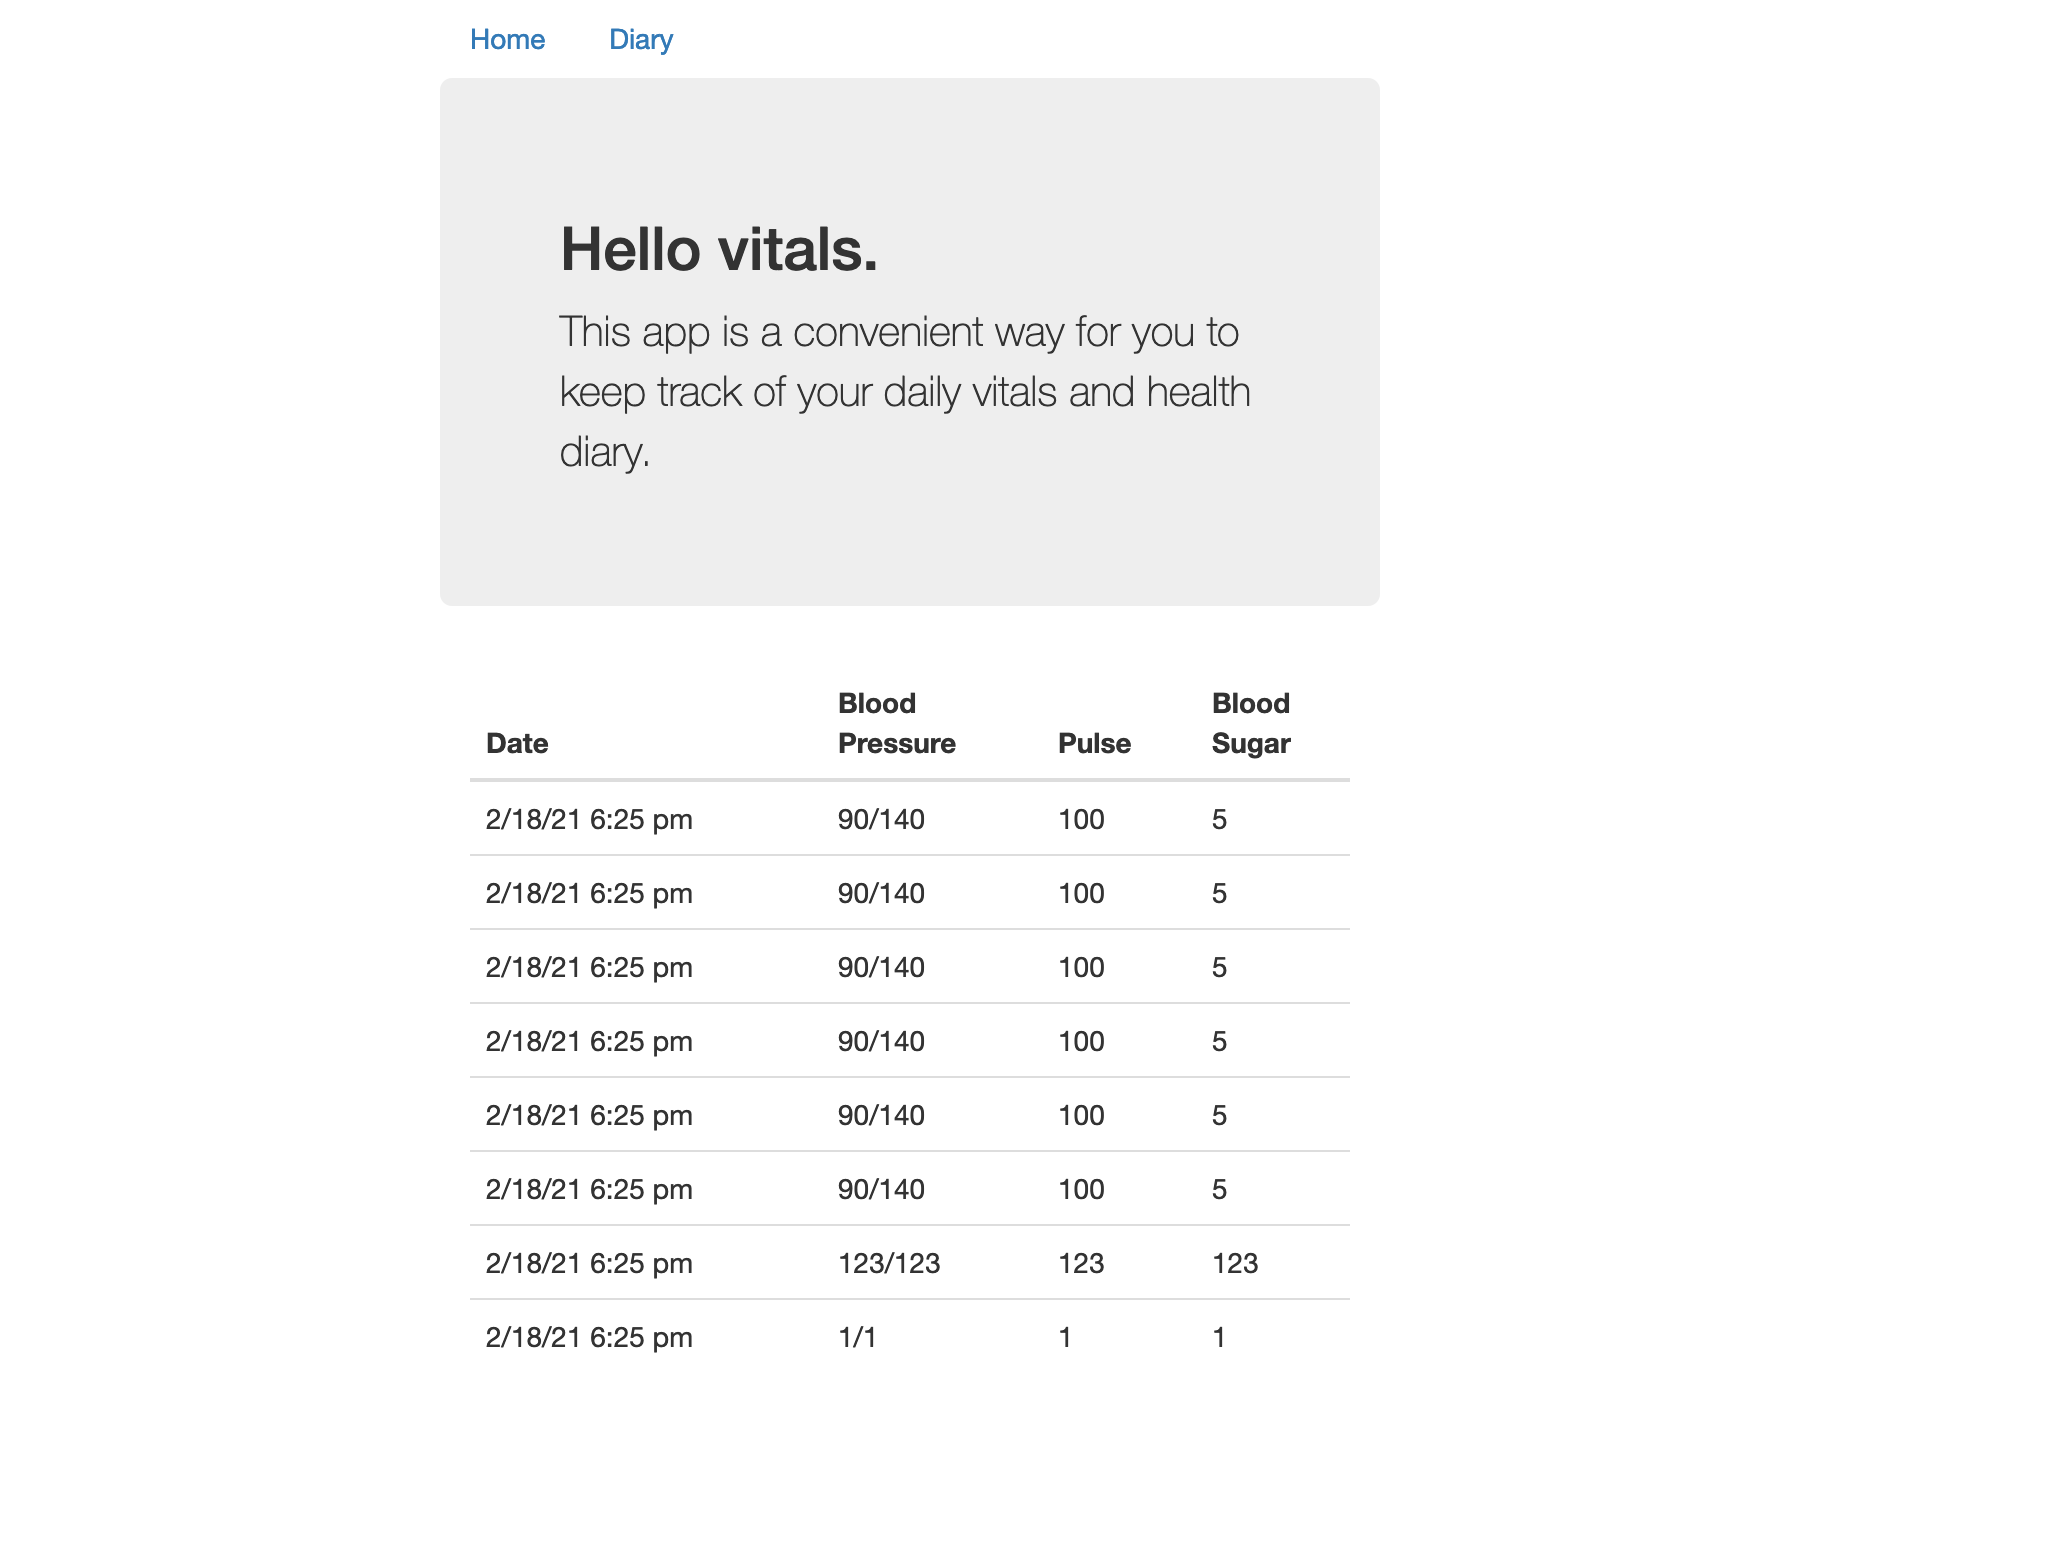 Home Diary
Hello vitals.
This app is a convenient way for you to
keep track of your daily vitals and health
diary.
Date Blood Pressure Pulse Blood Sugar
2/18/21 6:25 pm 90/140 100 5
2/18/21 6:25 pm 90/140 100 5
2/18/21 6:25 pm 90/140 100 5
2/18/21 6:25 pm 90/140 100 5
2/18/21 6:25 pm 90/140 100 5
2/18/21 6:25 pm 90/140 100 5
2/18/21 6:25 pm 123/123 123 123
2/18/21 6:25 pm 1/1 1 1